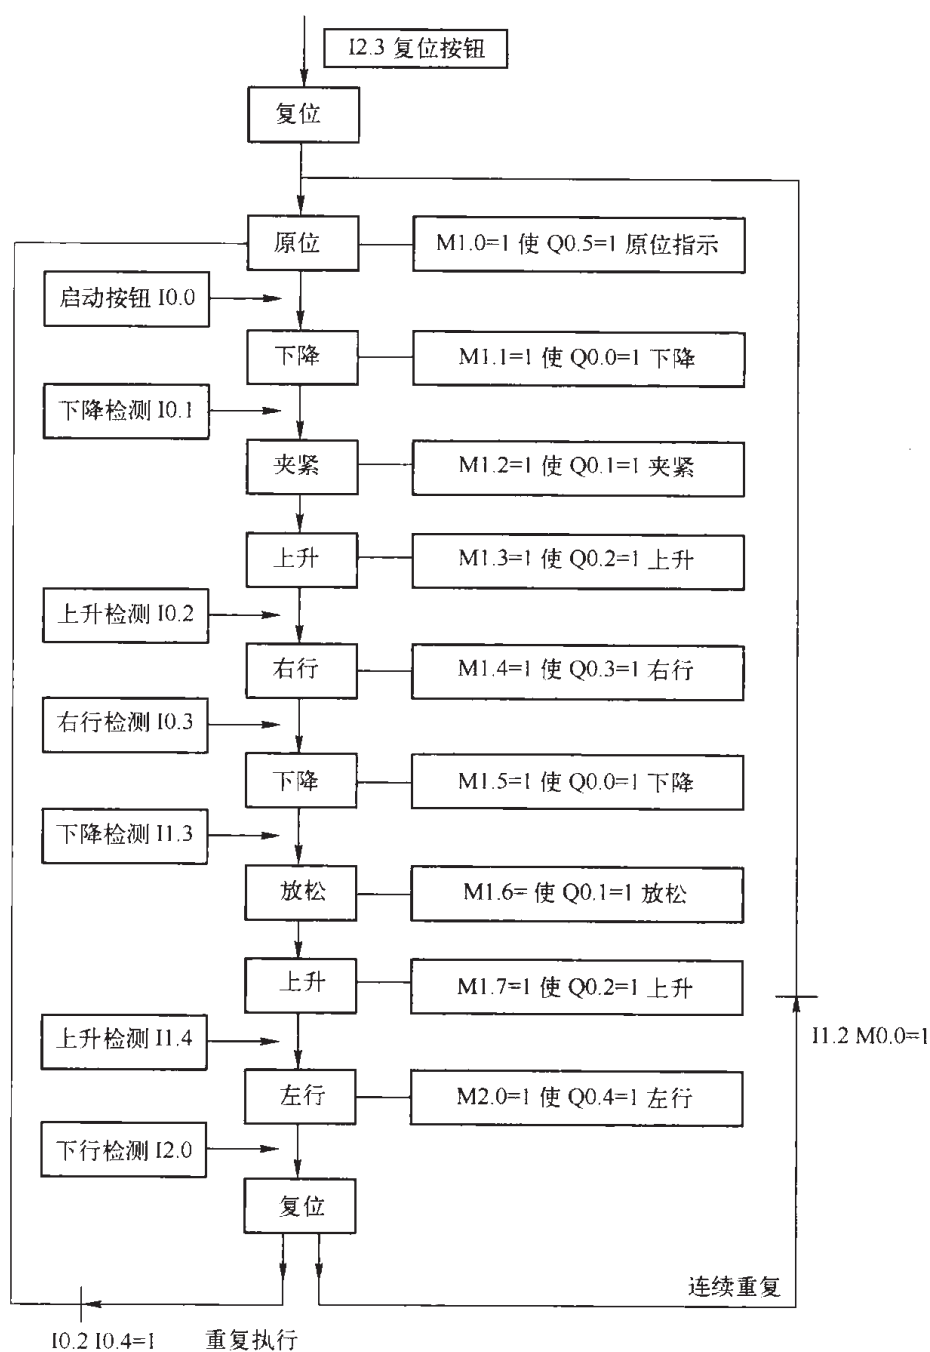 I2.3 复位按钮
复位
原位
M1.0=1 使 Q0.5=1 原位指示
启动按钮 I0.0
下降
M1.1=1 使 Q0.0=1 下降
下降检测 I0.1
夹紧
M1.2=1 使 Q0.1=1 夹紧
上升
M1.3=1 使 Q0.2=1 上升
上升检测 I0.2
右行
M1.4=1 使 Q0.3=1 右行
右行检测 I0.3
下降
M1.5=1 使 Q0.0=1 下降
下降检测 I1.3
放松
M1.6= 使 Q0.1=1 放松
上升
M1.7=1 使 Q0.2=1 上升
上升检测 I1.4
I1.2 M0.0=1
左行
M2.0=1 使 Q0.4=1 左行
下行检测 I2.0
复位
连续重复
I0.2 I0.4=1
重复执行